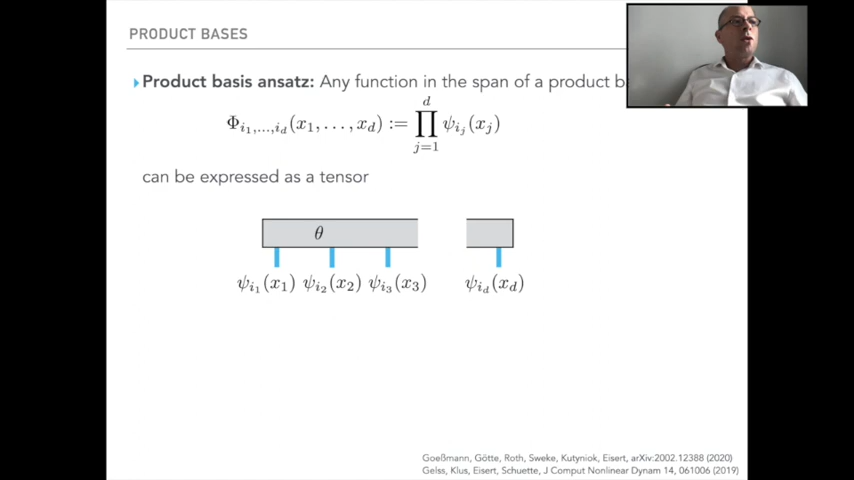 PRODUCT BASES
Product basis ansatz: Any function in the span of a product
Φ_{i_1,...,i_d}(x_1, . . . , x_d) := ∏_{j=1}^{d} ψ_{i_j}(x_j)
can be expressed as a tensor
θ
ψ_{i_1}(x_1) ψ_{i_2}(x_2) ψ_{i_3}(x_3) ψ_{i_d}(x_d)
Goeßmann, Götte, Roth, Sweke, Kutyniok, Eisert, arXiv:2002.12388 (2020)
Gelss, Klus, Eisert, Schuette, J Comput Nonlinear Dynam 14, 061006 (2019)